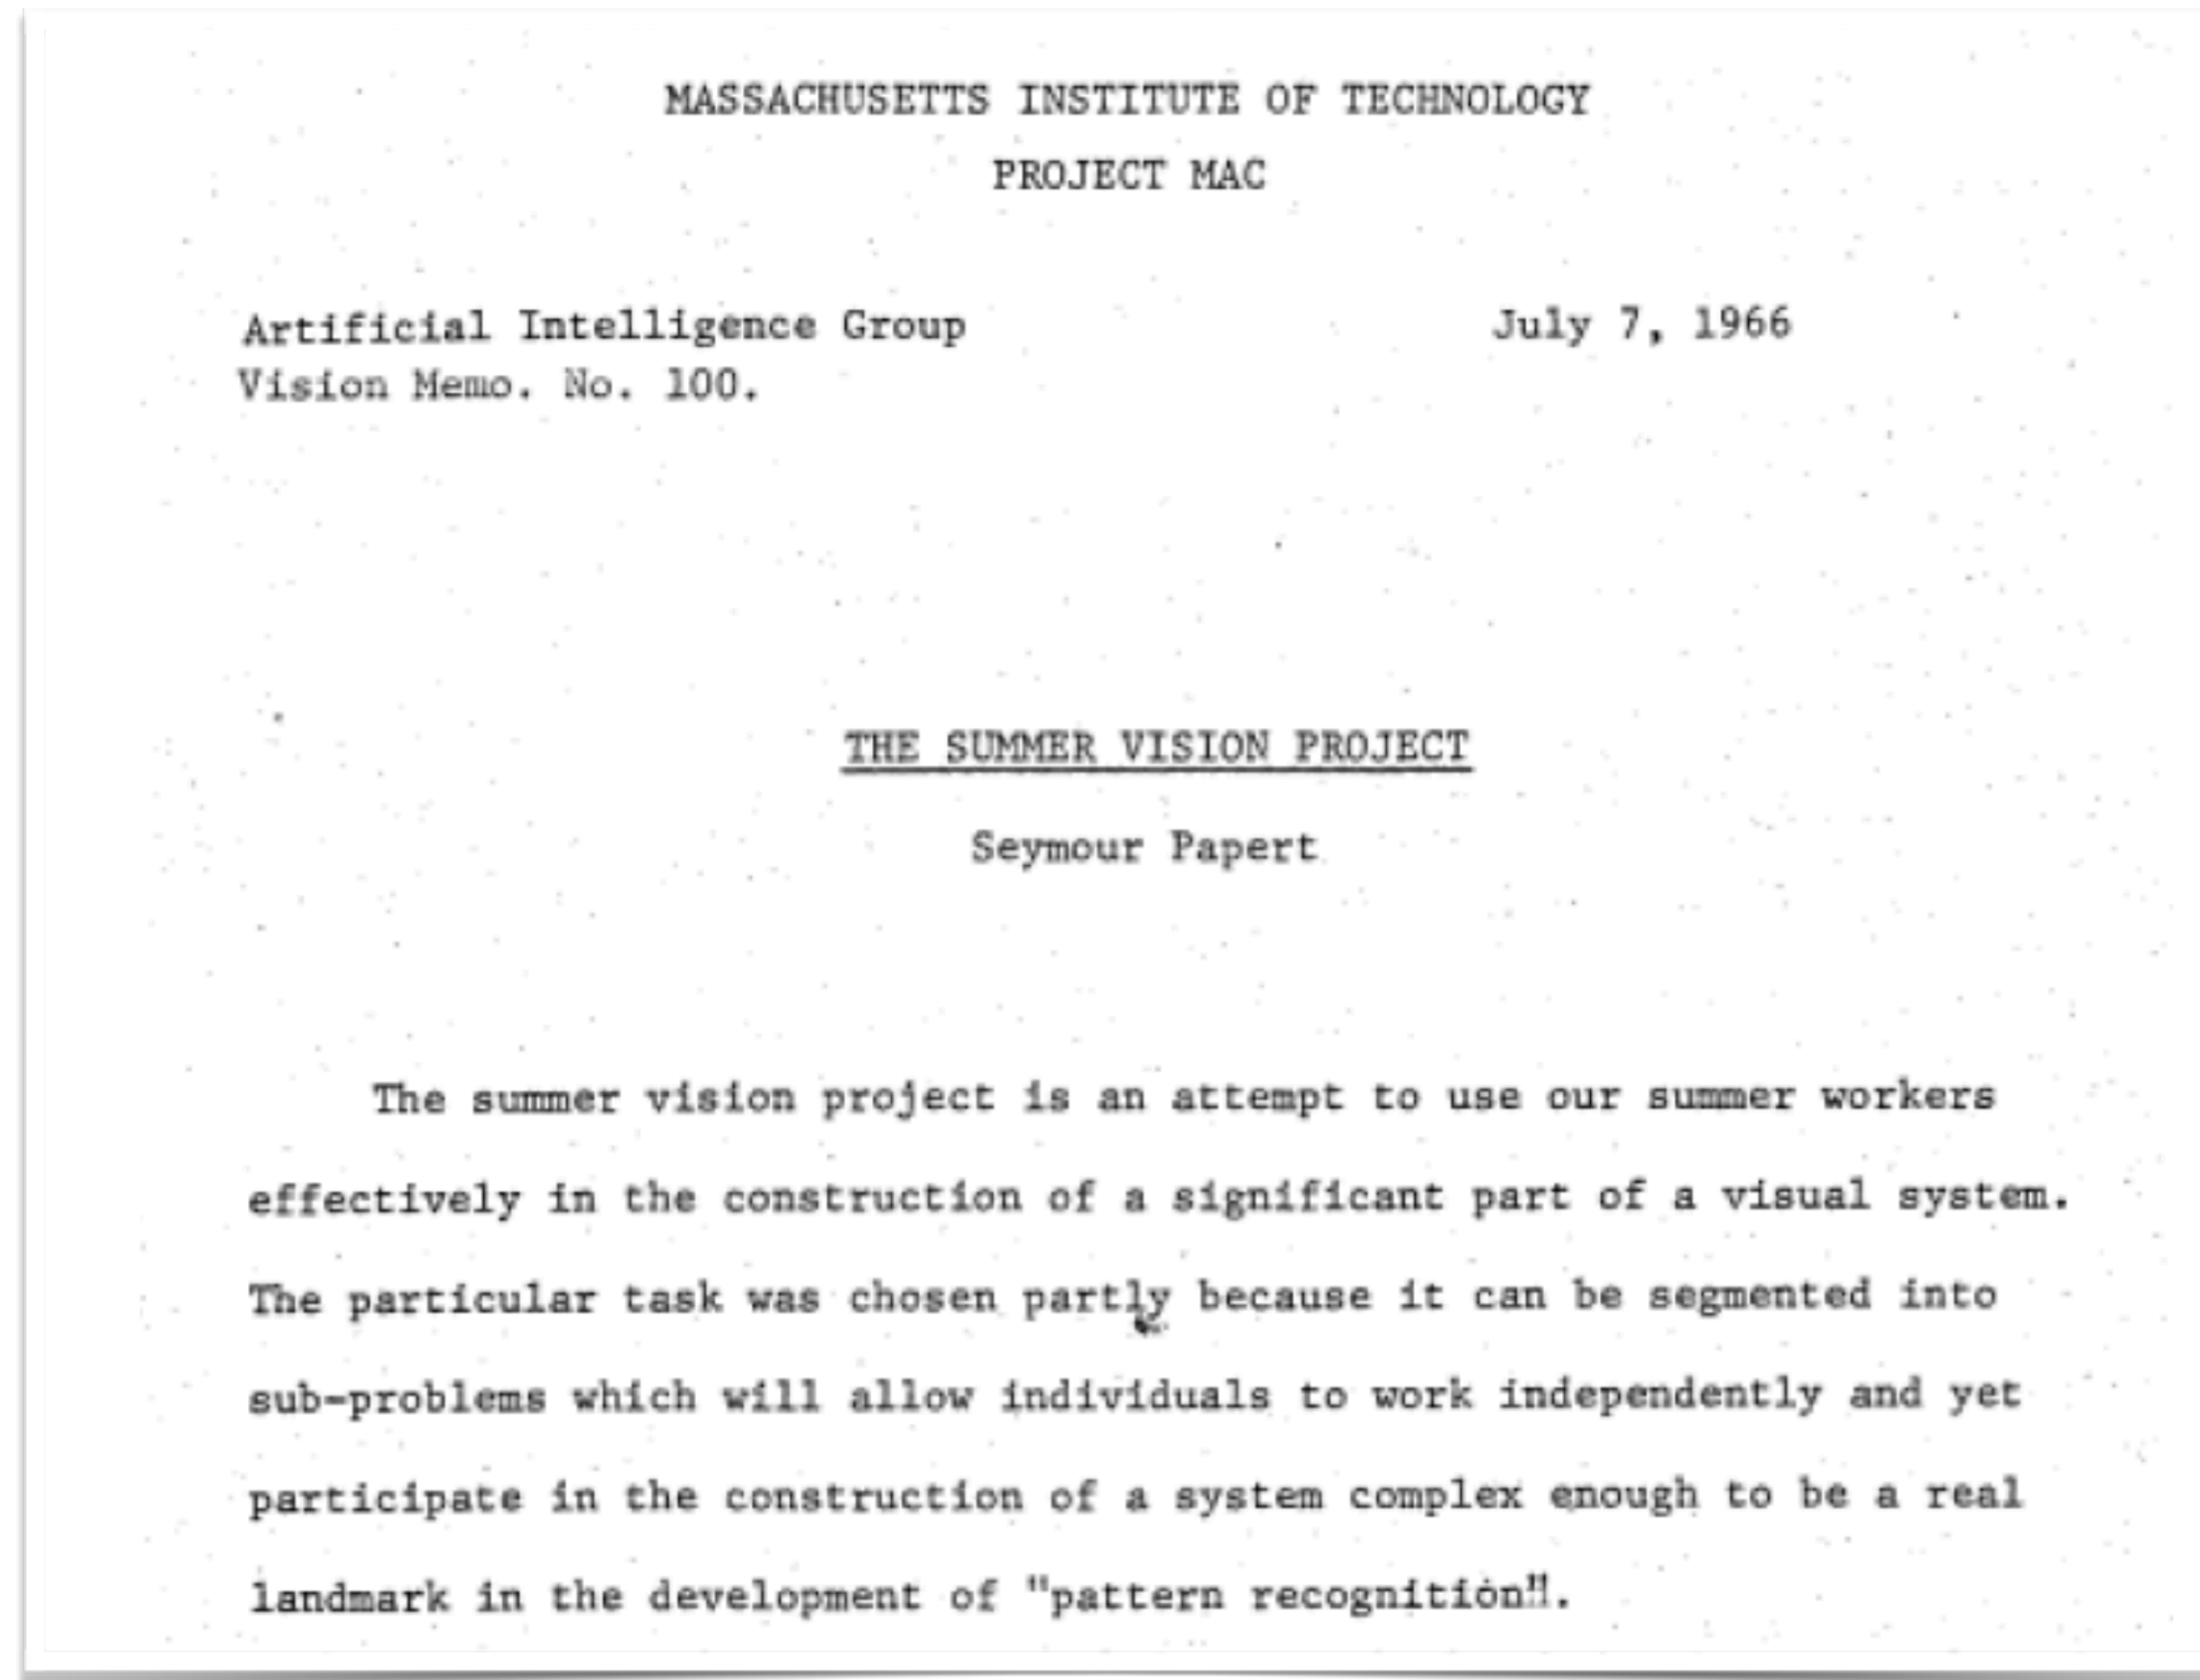 MASSACHUSETTS INSTITUTE OF TECHNOLOGY
PROJECT MAC
Artificial Intelligence Group July 7, 1966
Vision Memo. No. 100.
THE SUMMER VISION PROJECT
Seymour Papert
The summer vision project is an attempt to use our summer workers
effectively in the construction of a significant part of a visual system.
The particular task was chosen partly because it can be segmented into
sub-problems which will allow individuals to work independently and yet
participate in the construction of a system complex enough to be a real
landmark in the development of "pattern recognition".